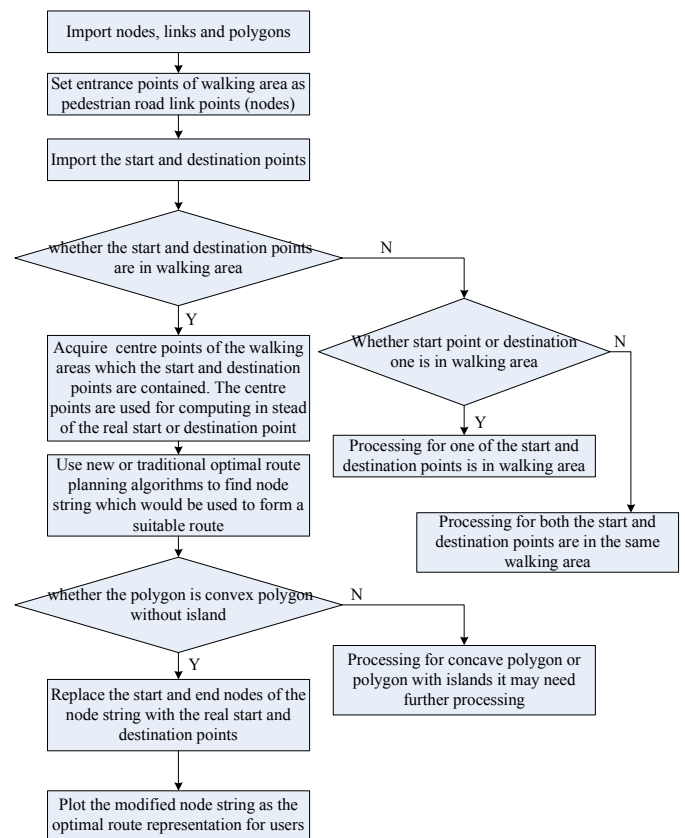 Import nodes, links and polygons
Set entrance points of walking area as
pedestrian road link points (nodes)
Import the start and destination points
whether the start and destination points
are in walking area
N
Y
Whether start point or destination
one is in walking area
N
Y
Acquire centre points of the walking
areas which the start and destination
points are contained. The centre
points are used for computing in stead
of the real start or destination point
Processing for one of the start and
destination points is in walking area
Use new or traditional optimal route
planning algorithms to find node
string which would be used to form a
suitable route
Processing for both the start and
destination points are in the same
walking area
whether the polygon is convex polygon
without island
N
Y
Processing for concave polygon or
polygon with islands it may need
further processing
Replace the start and end nodes of the
node string with the real start and
destination points
Plot the modified node string as the
optimal route representation for users